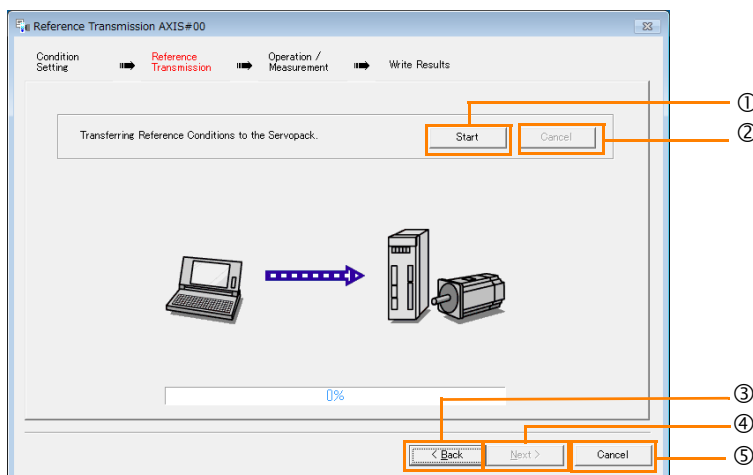 Reference Transmission AXIS#00
Condition
Setting
Reference
Transmission
Operation /
Measurement
Write Results
①
②
Transferring Reference Conditions to the Servopack.
Start
Cancel
0%
③
④
⑤
< Back
Next >
Cancel